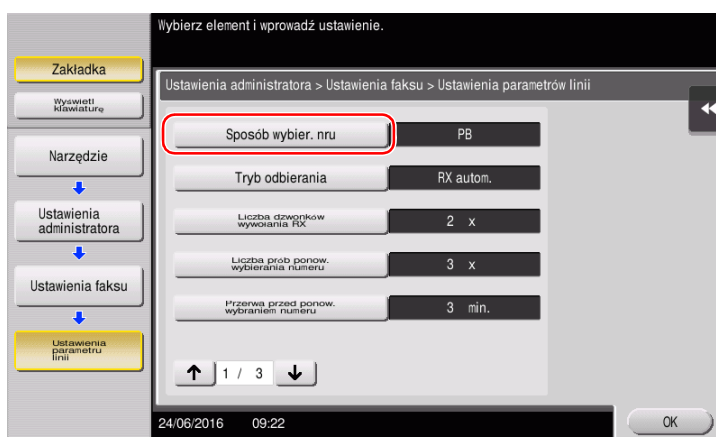 Wybierz element i wprowadź ustawienie.
Zakładka
Wyświetl
klawiaturę
Narzędzie
Ustawienia
administratora
Ustawienia faksu
Ustawienia
parametru
linii
Ustawienia administratora > Ustawienia faksu > Ustawienia parametrów linii
Sposób wybier. nru
PB
Tryb odbierania
RX autom.
Liczba dzwonków
wywołania RX
2 x
Liczba prób ponow.
wybierania numeru
3 x
Przerwa przed ponow.
wybraniem numeru
3 min.
1 / 3
24/06/2016 09:22
OK